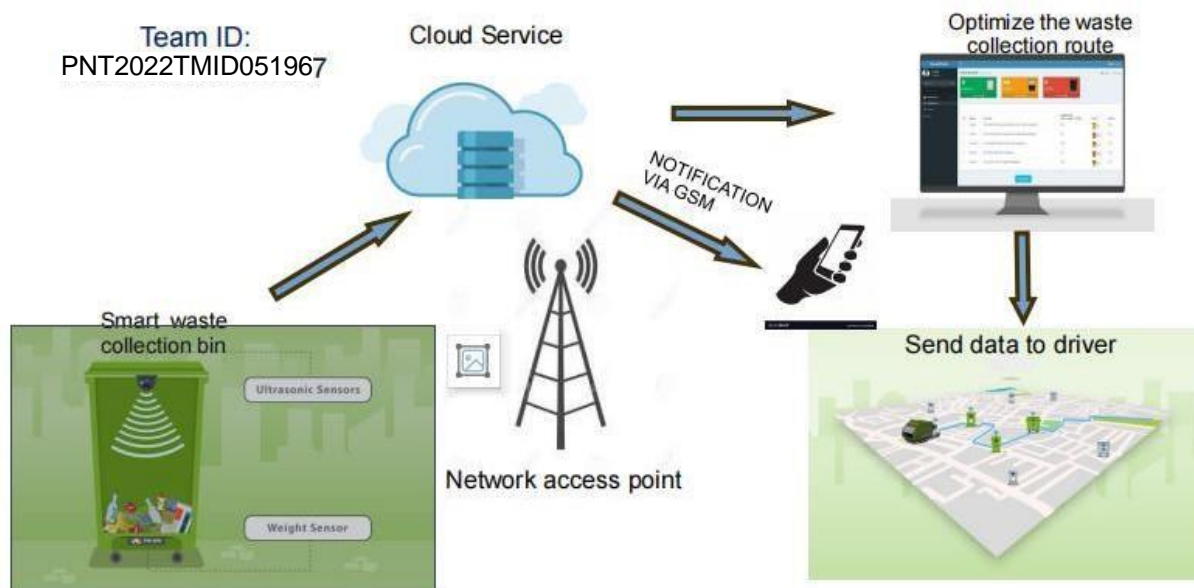 Team ID:
PNT2022TMID051967
Cloud Service
Optimize the waste
collection route
NOTIFICATION
VIA GSM
Smart waste
collection bin
Ultrasonic Sensors
Weight Sensor
Network access point
Send data to driver